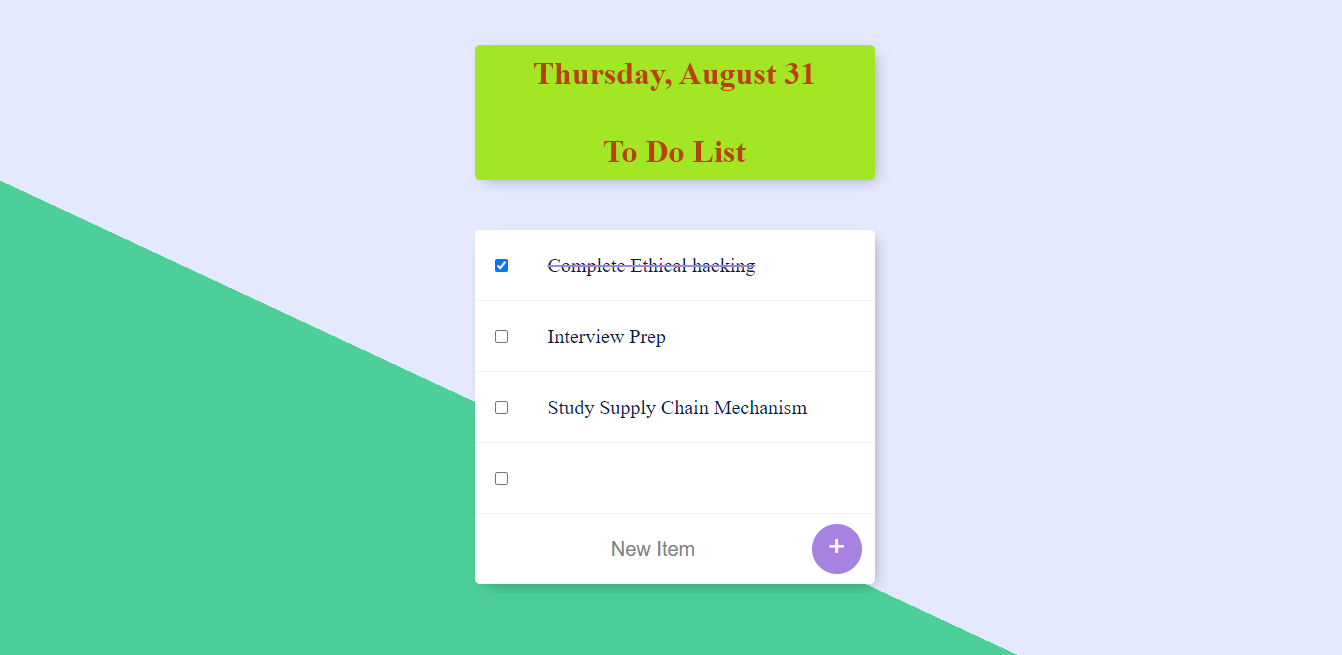 Thursday, August 31
To Do List
Complete Ethical hacking
Interview Prep
Study Supply Chain Mechanism
New Item +